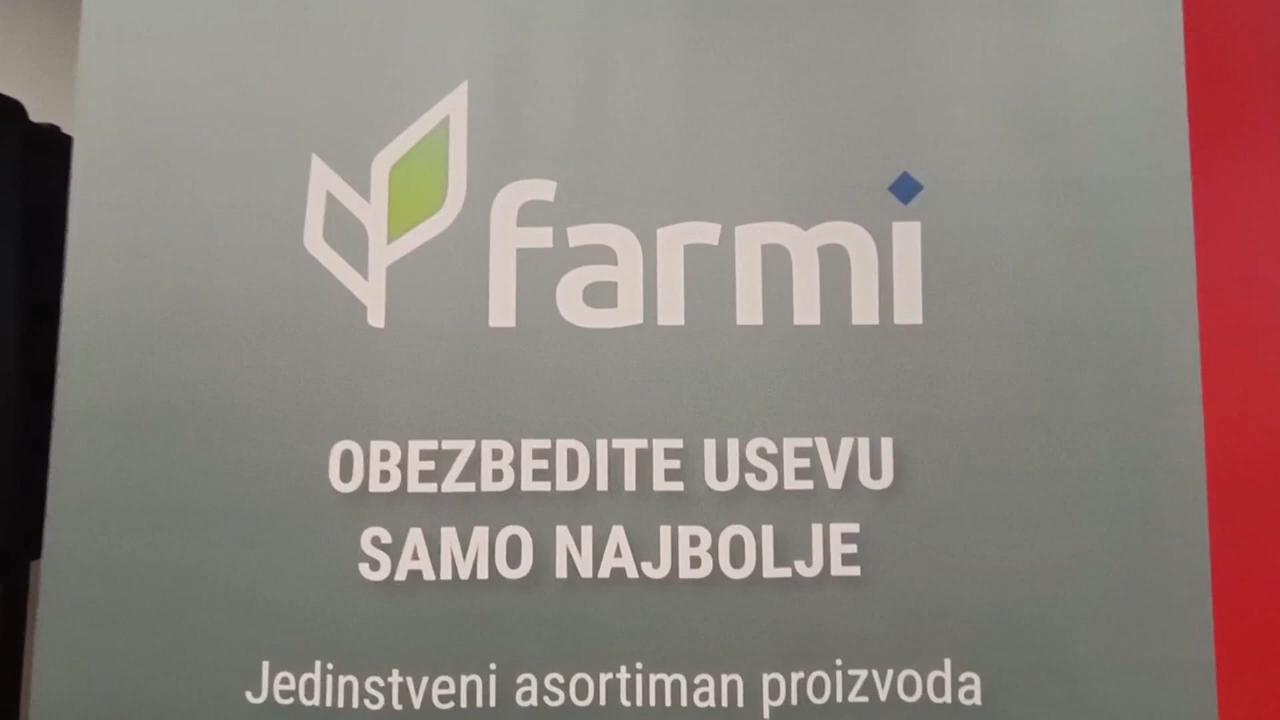 farmi
OBEZBEDITE USEVU
SAMO NAJBOLJE
Jedinstveni asortiman proizvoda